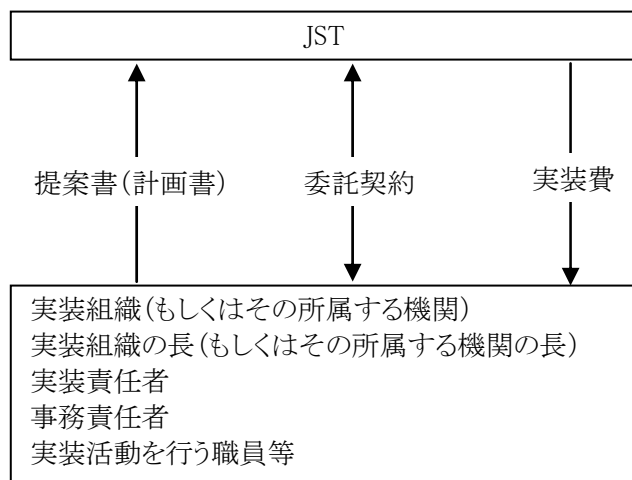 JST
提案書(計画書)
委託契約
実装費
実装組織(もしくはその所属する機関)
実装組織の長(もしくはその所属する機関の長)
実装責任者
事務責任者
実装活動を行う職員等